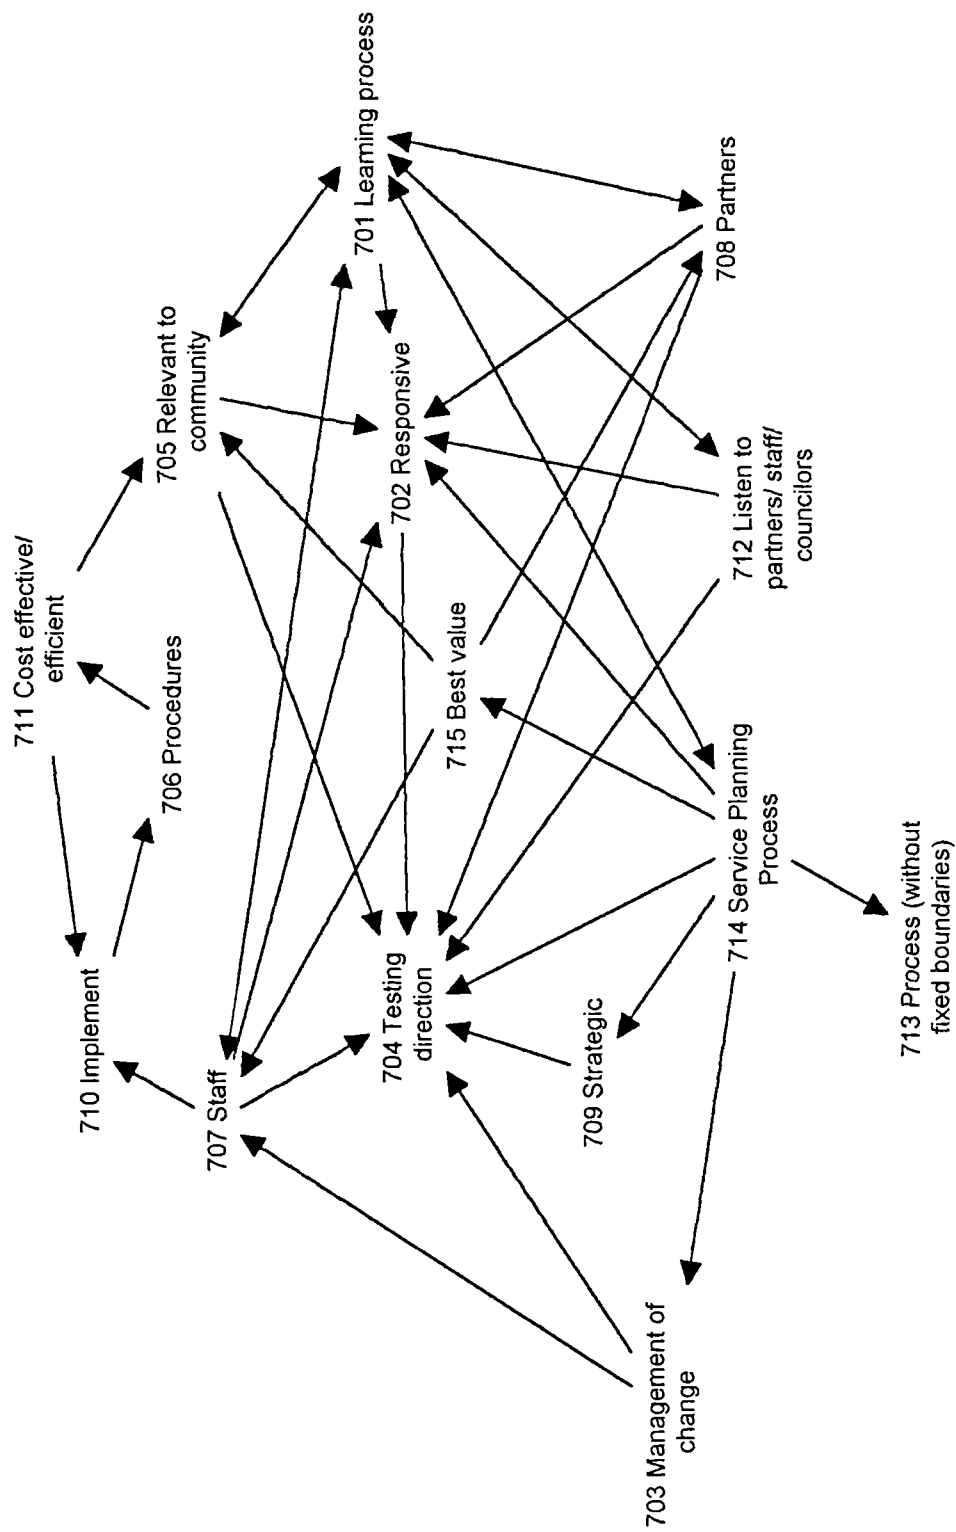 711 Cost effective/
efficient
710 Implement
706 Procedures
705 Relevant to
community
707 Staff
701 Learning process
702 Responsive
704 Testing
direction
715 Best value
709 Strategic
703 Management of
change
714 Service Planning
Process
712 Listen to
partners/ staff/
councilors
708 Partners
713 Process (without
fixed boundaries)